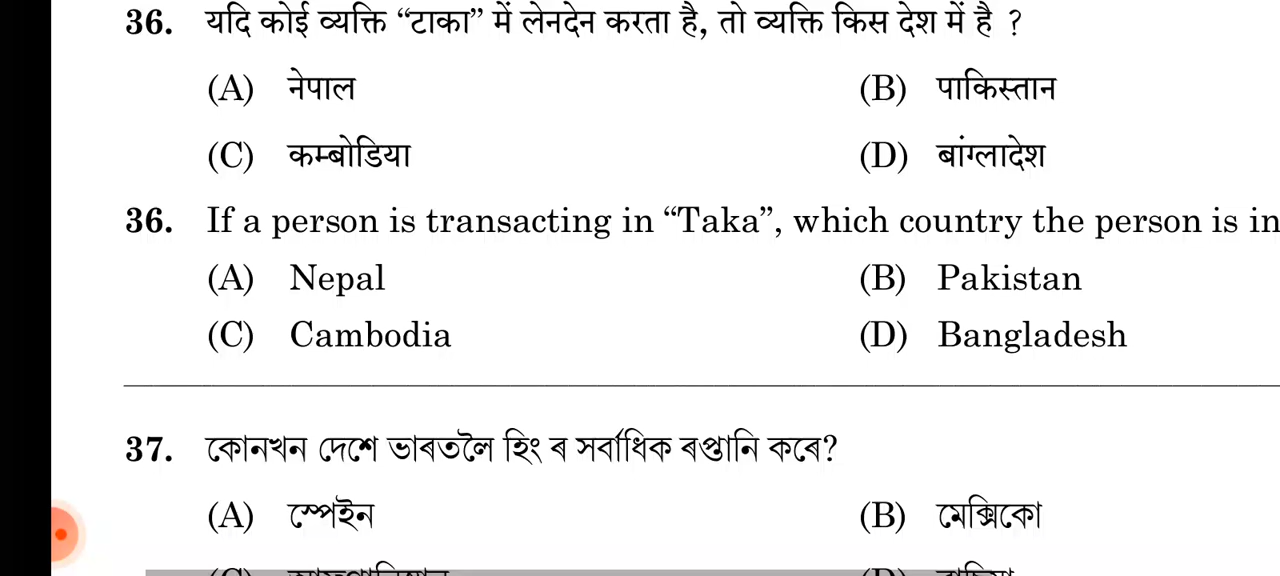 36. यदि कोई व्यक्ति “टाका” में लेनदेन करता है, तो व्यक्ति किस देश में है ?
(A) नेपाल (B) पाकिस्तान
(C) कम्बोडिया (D) बांग्लादेश
36. If a person is transacting in “Taka”, which country the person is in
(A) Nepal (B) Pakistan
(C) Cambodia (D) Bangladesh
37. কোনখন দেশে ভাৰতলৈ হিং ৰ সৰ্বাধিক ৰপ্তানি কৰে?
(A) স্পেইন (B) মেক্সিকো